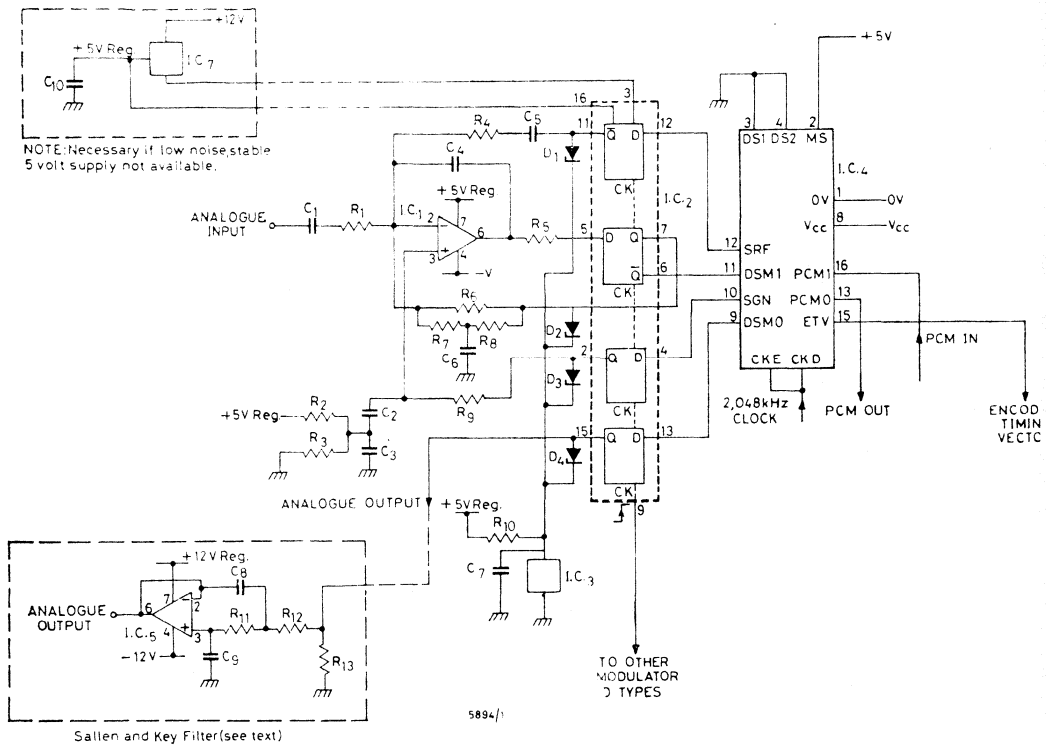 +12V
+5V Reg
I.C.7
C10
NOTE: Necessary if low noise, stable
5 volt supply not available.
+5V
3 4 2
DS1 DS2 MS
I.C.4
1
OV
OV
8
Vcc
Vcc
12
SRF
11
DSM1
16
PCM1
10
SGN
13
PCM0
9
DSM0
15
ETV
CKE CKD
PCM IN
2,048kHz
CLOCK
PCM OUT
ENCOD
TIMIN
VECTC
16
3
R4
C5
11
Q̅ D
12
D1
CK
I.C.2
C4
+5V Reg
ANALOGUE
INPUT
C1
R1
I.C.1
2
7
6
3
4
-V
R5
5
D Q
7
Q̅
6
CK
R6
R7
R8
C6
D2
2
Q D
4
D3
CK
R9
C2
+5V Reg
R2
R3
C3
15
Q D
13
D4
CK
9
ANALOGUE OUTPUT
+5V Reg.
R10
C7
I.C.3
TO OTHER
MODULATOR
D TYPES
+12V Reg.
C8
ANALOGUE
OUTPUT
6
7
2
I.C.5
4
3
R11
R12
-12V
C9
R13
5894/1
Sallen and Key Filter (see text)